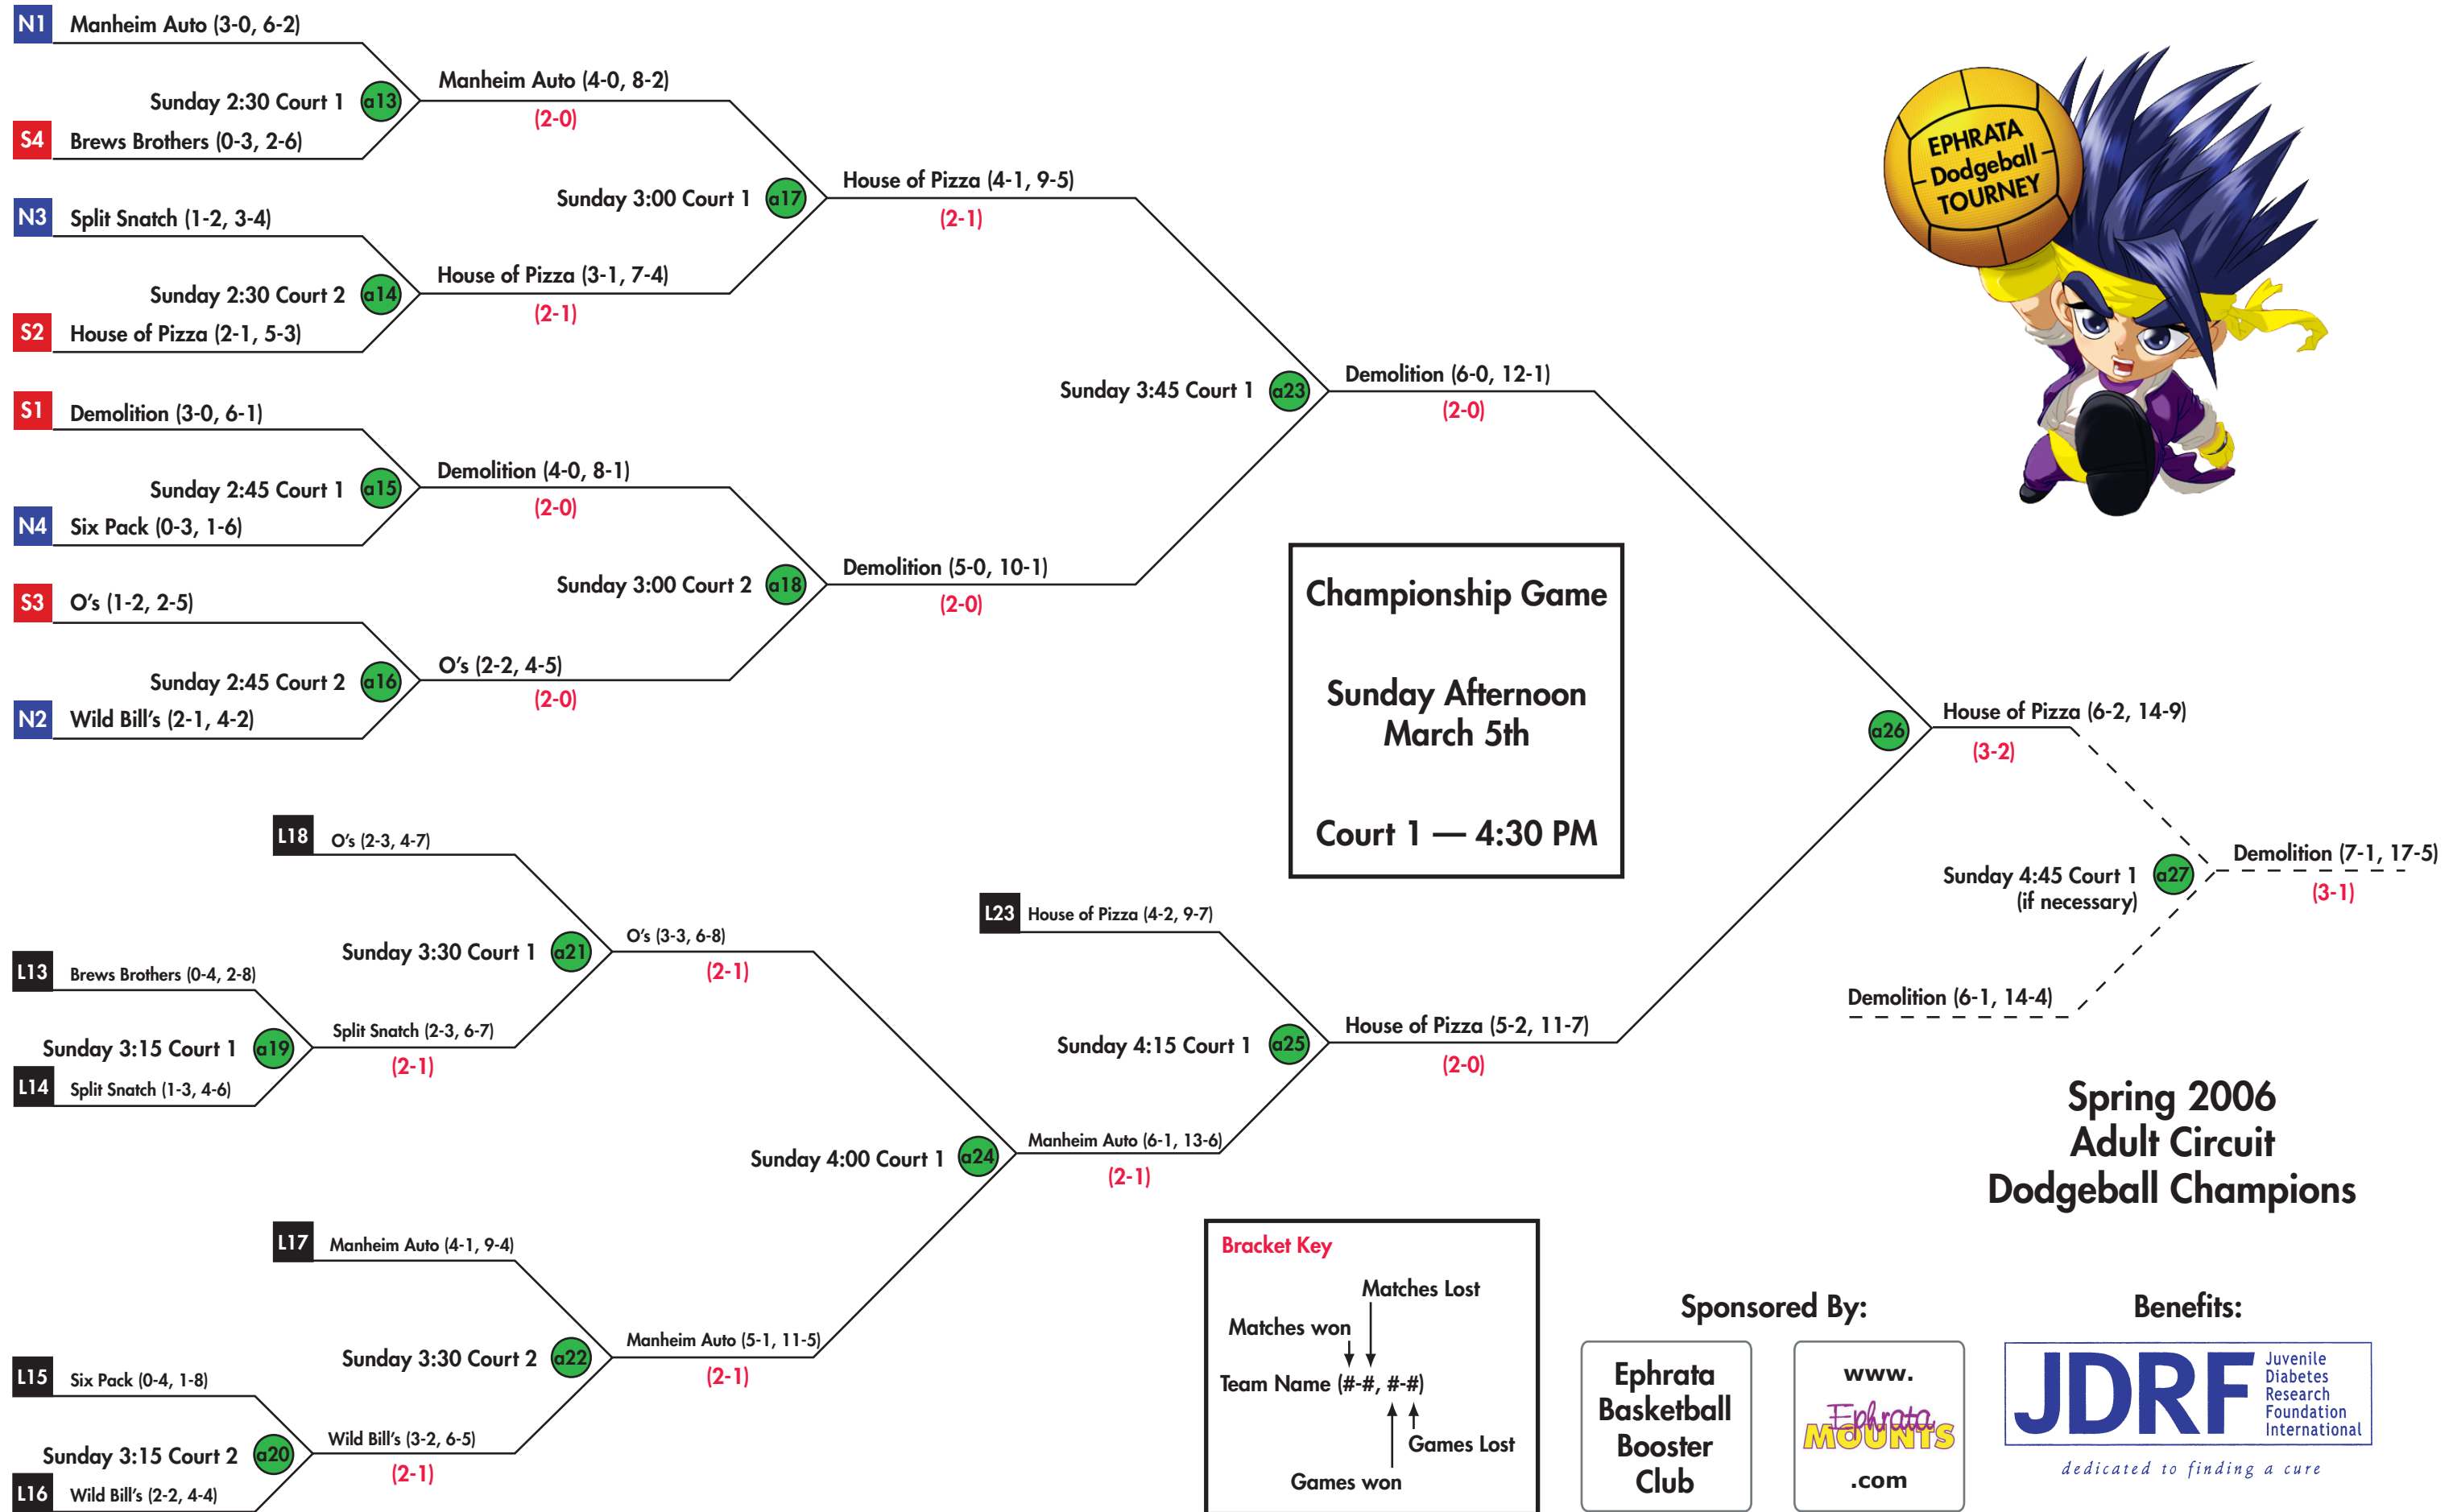 N1 Manheim Auto (3-0, 6-2)
Sunday 2:30 Court 1 a13
Manheim Auto (4-0, 8-2)
(2-0)
S4 Brews Brothers (0-3, 2-6)
Sunday 3:00 Court 1 a17
House of Pizza (4-1, 9-5)
(2-1)
N3 Split Snatch (1-2, 3-4)
Sunday 2:30 Court 2 a14
House of Pizza (3-1, 7-4)
(2-1)
S2 House of Pizza (2-1, 5-3)
Sunday 3:45 Court 1 a23
Demolition (6-0, 12-1)
(2-0)
S1 Demolition (3-0, 6-1)
Sunday 2:45 Court 1 a15
Demolition (4-0, 8-1)
(2-0)
N4 Six Pack (0-3, 1-6)
Sunday 3:00 Court 2 a18
Demolition (5-0, 10-1)
(2-0)
S3 O's (1-2, 2-5)
Sunday 2:45 Court 2 a16
O's (2-2, 4-5)
(2-0)
N2 Wild Bill's (2-1, 4-2)
EPHRATA
Dodgeball
TOURNEY
Championship Game
Sunday Afternoon
March 5th
Court 1 — 4:30 PM
a26
House of Pizza (6-2, 14-9)
(3-2)
Sunday 4:45 Court 1 a27
(if necessary)
Demolition (7-1, 17-5)
(3-1)
Demolition (6-1, 14-4)
L18 O's (2-3, 4-7)
Sunday 3:30 Court 1 a21
O's (3-3, 6-8)
(2-1)
L13 Brews Brothers (0-4, 2-8)
Sunday 3:15 Court 1 a19
Split Snatch (2-3, 6-7)
(2-1)
L14 Split Snatch (1-3, 4-6)
L23 House of Pizza (4-2, 9-7)
Sunday 4:15 Court 1 a25
House of Pizza (5-2, 11-7)
(2-0)
Sunday 4:00 Court 1 a24
Manheim Auto (6-1, 13-6)
(2-1)
L17 Manheim Auto (4-1, 9-4)
Sunday 3:30 Court 2 a22
Manheim Auto (5-1, 11-5)
(2-1)
L15 Six Pack (0-4, 1-8)
Sunday 3:15 Court 2 a20
Wild Bill's (3-2, 6-5)
(2-1)
L16 Wild Bill's (2-2, 4-4)
Spring 2006
Adult Circuit
Dodgeball Champions
Bracket Key
Matches Lost
Matches won
Team Name (#-#, #-#)
Games Lost
Games won
Sponsored By:
Ephrata
Basketball
Booster
Club
www.
Ephrata
MOUNTS
.com
Benefits:
JDRF
Juvenile
Diabetes
Research
Foundation
International
dedicated to finding a cure